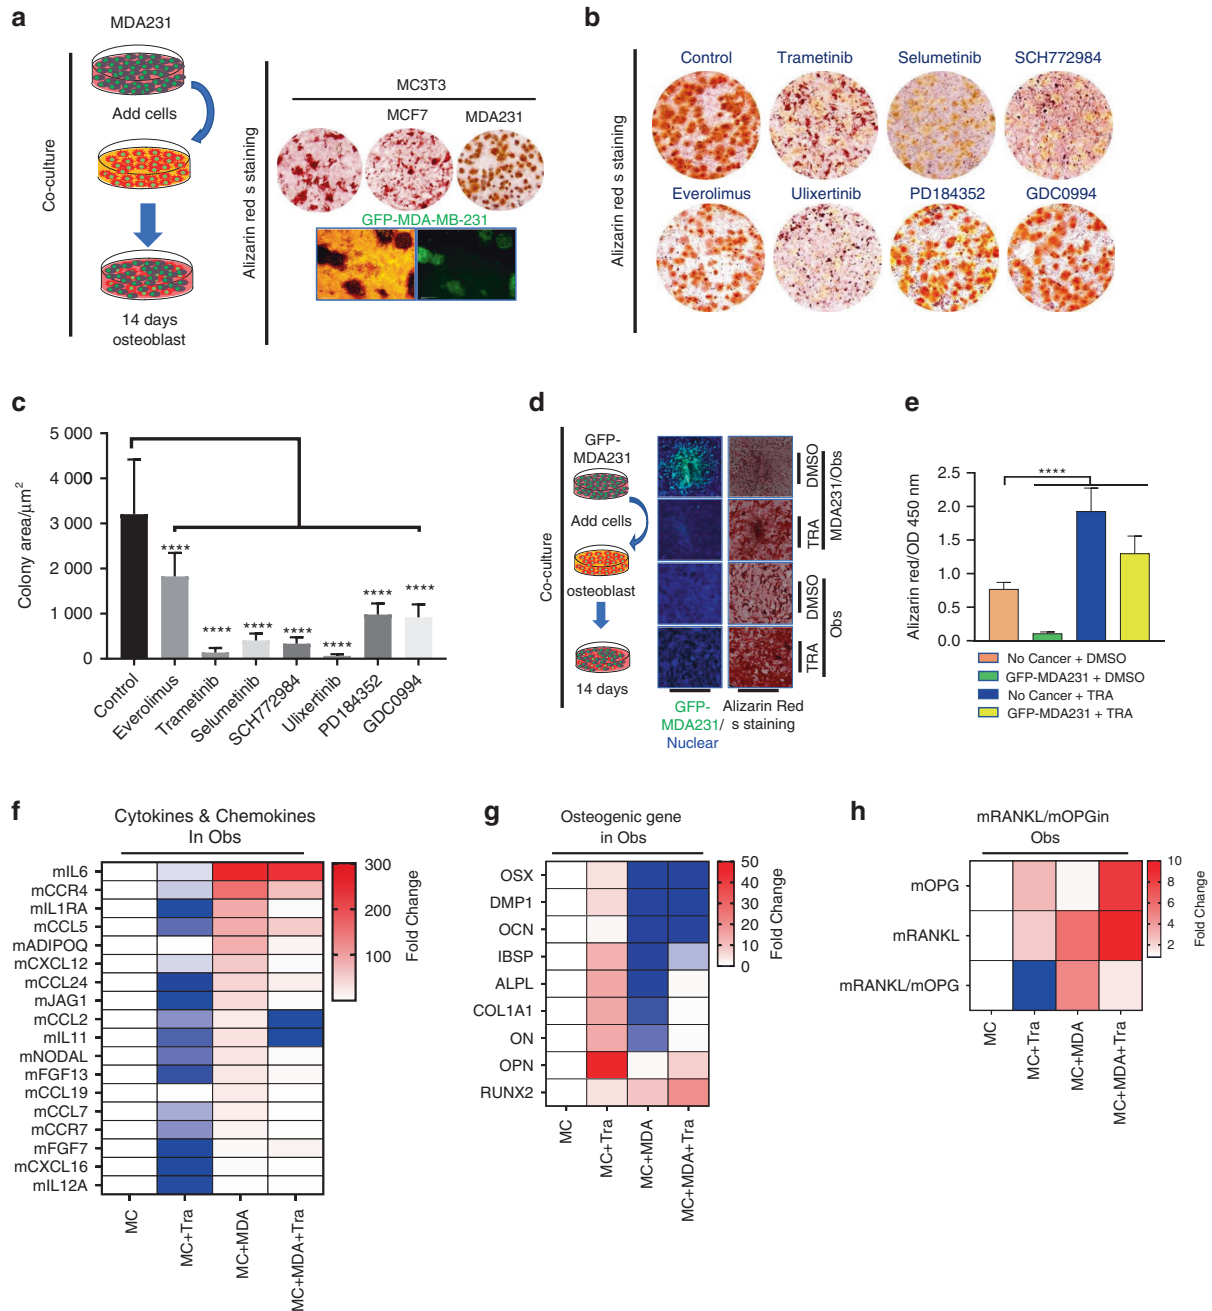 a
MDA231
Co-culture
Add cells
14 days
osteoblast
Alizarin red s staining
MC3T3
MCF7
MDA231
GFP-MDA-MB-231
b
Alizarin red s staining
Control
Trametinib
Selumetinib
SCH772984
Everolimus
Ulixertinib
PD184352
GDC0994
c
Colony area/μm²
5 000
4 000
3 000
2 000
1 000
0
****
****
****
****
****
****
****
Control
Everolimus
Trametinib
Selumetinib
SCH772984
Ulixertinib
PD184352
GDC0994
d
Co-culture
GFP-
MDA231
Add cells
osteoblast
14 days
DMSO
TRA
MDA231/Obs
DMSO
TRA
Obs
GFP-
MDA231/
Nuclear
Alizarin Red
s staining
e
Alizarin red/OD 450 nm
2.5
2.0
1.5
1.0
0.5
0.0
****
No Cancer + DMSO
GFP-MDA231 + DMSO
No Cancer + TRA
GFP-MDA231 + TRA
f
Cytokines & Chemokines
In Obs
mIL6
mCCR4
mIL1RA
mCCL5
mADIPOQ
mCXCL12
mCCL24
mJAG1
mCCL2
mIL11
mNODAL
mFGF13
mCCL19
mCCL7
mCCR7
mFGF7
mCXCL16
mIL12A
MC
MC+Tra
MC+MDA
MC+MDA+Tra
300
200
100
Fold Change
g
Osteogenic gene
in Obs
OSX
DMP1
OCN
IBSP
ALPL
COL1A1
ON
OPN
RUNX2
MC
MC+Tra
MC+MDA
MC+MDA+Tra
50
40
30
20
10
0
Fold Change
h
mRANKL/mOPGin
Obs
mOPG
mRANKL
mRANKL/mOPG
MC
MC+Tra
MC+MDA
MC+MDA+Tra
10
8
6
4
2
Fold Change